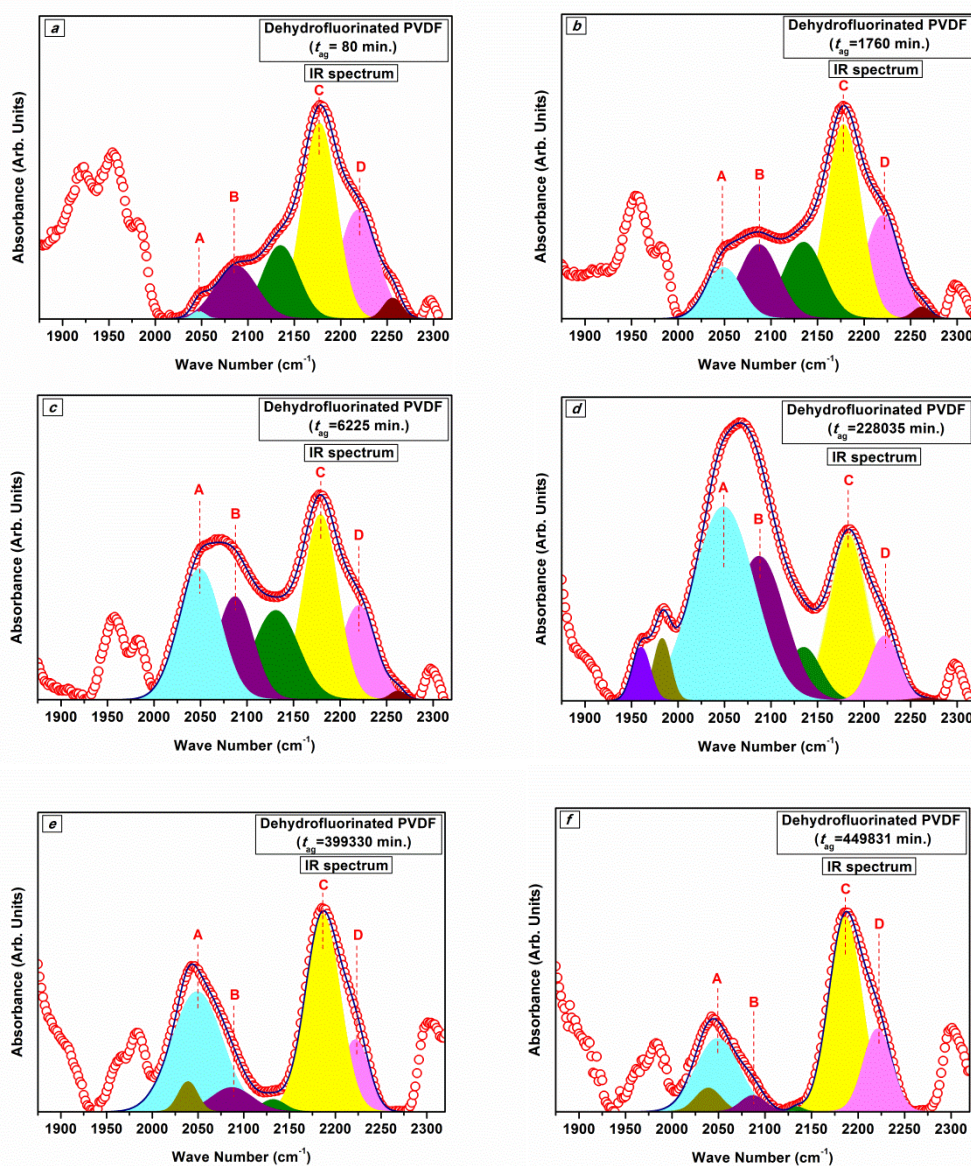 a
Dehydrofluorinated PVDF
(tag= 80 min.)
IR spectrum
A
B
C
D
Absorbance (Arb. Units)
1900 1950 2000 2050 2100 2150 2200 2250 2300
Wave Number (cm-1)
b
Dehydrofluorinated PVDF
(tag=1760 min.)
IR spectrum
A
B
C
D
Absorbance (Arb. Units)
1900 1950 2000 2050 2100 2150 2200 2250 2300
Wave Number (cm-1)
c
Dehydrofluorinated PVDF
(tag=6225 min.)
IR spectrum
A
B
C
D
Absorbance (Arb. Units)
1900 1950 2000 2050 2100 2150 2200 2250 2300
Wave Number (cm-1)
d
Dehydrofluorinated PVDF
(tag=228035 min.)
IR spectrum
A
B
C
D
Absorbance (Arb. Units)
1900 1950 2000 2050 2100 2150 2200 2250 2300
Wave Number (cm-1)
e
Dehydrofluorinated PVDF
(tag=399330 min.)
IR spectrum
A
B
C
D
Absorbance (Arb. Units)
1900 1950 2000 2050 2100 2150 2200 2250 2300
Wave Number (cm-1)
f
Dehydrofluorinated PVDF
(tag=449831 min.)
IR spectrum
A
B
C
D
Absorbance (Arb. Units)
1900 1950 2000 2050 2100 2150 2200 2250 2300
Wave Number (cm-1)